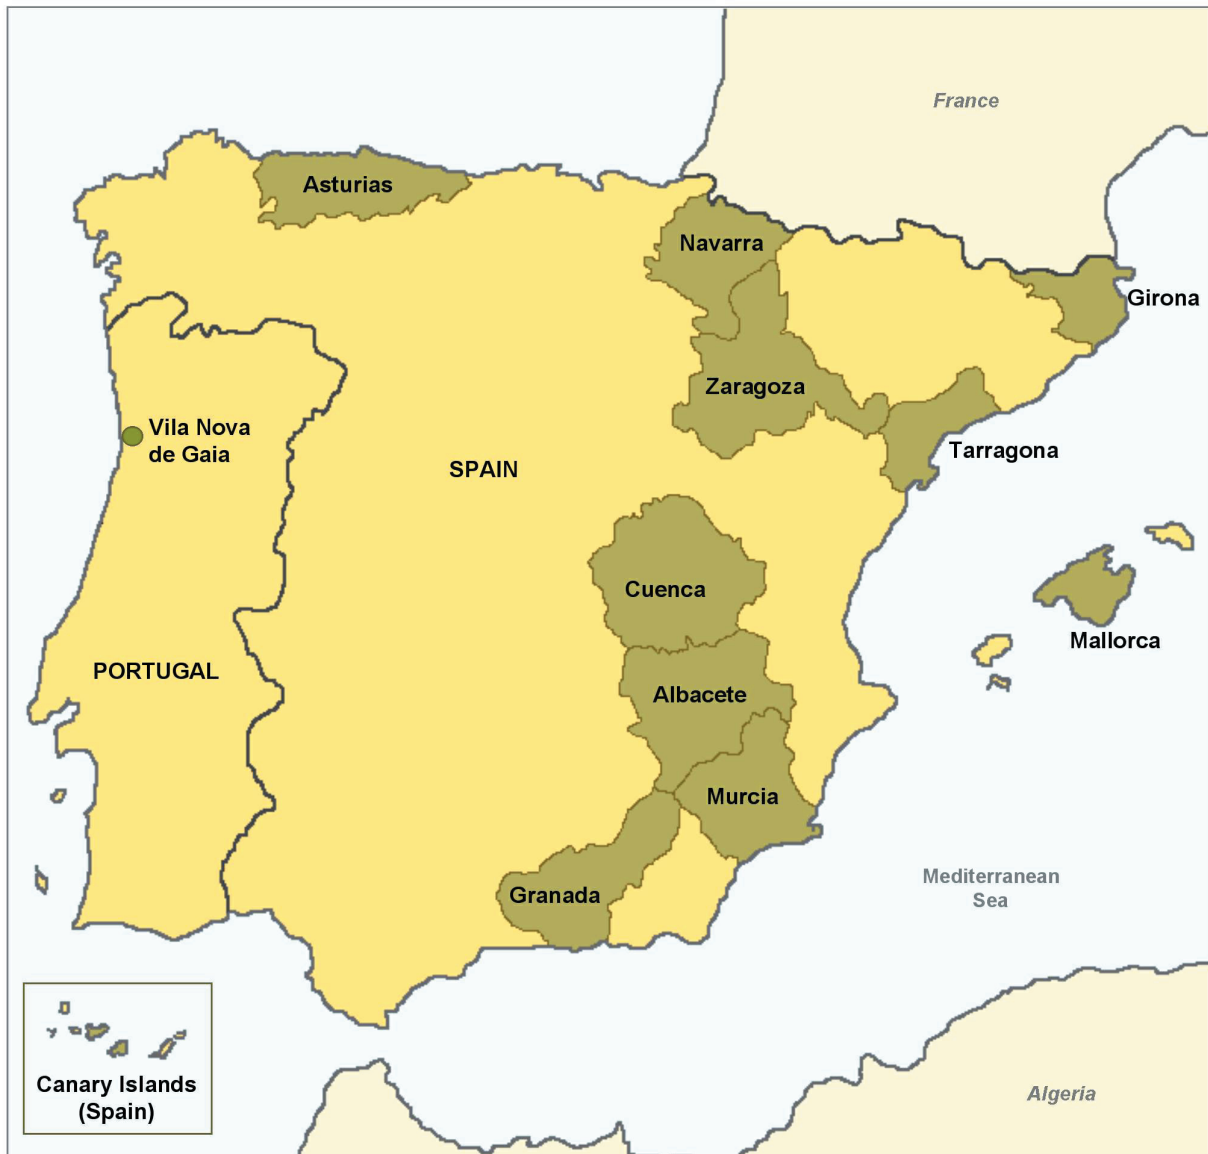 France
Asturias
Navarra
Girona
Zaragoza
Vila Nova
de Gaia
Tarragona
SPAIN
Cuenca
Mallorca
PORTUGAL
Albacete
Murcia
Mediterranean
Sea
Granada
Canary Islands
(Spain)
Algeria